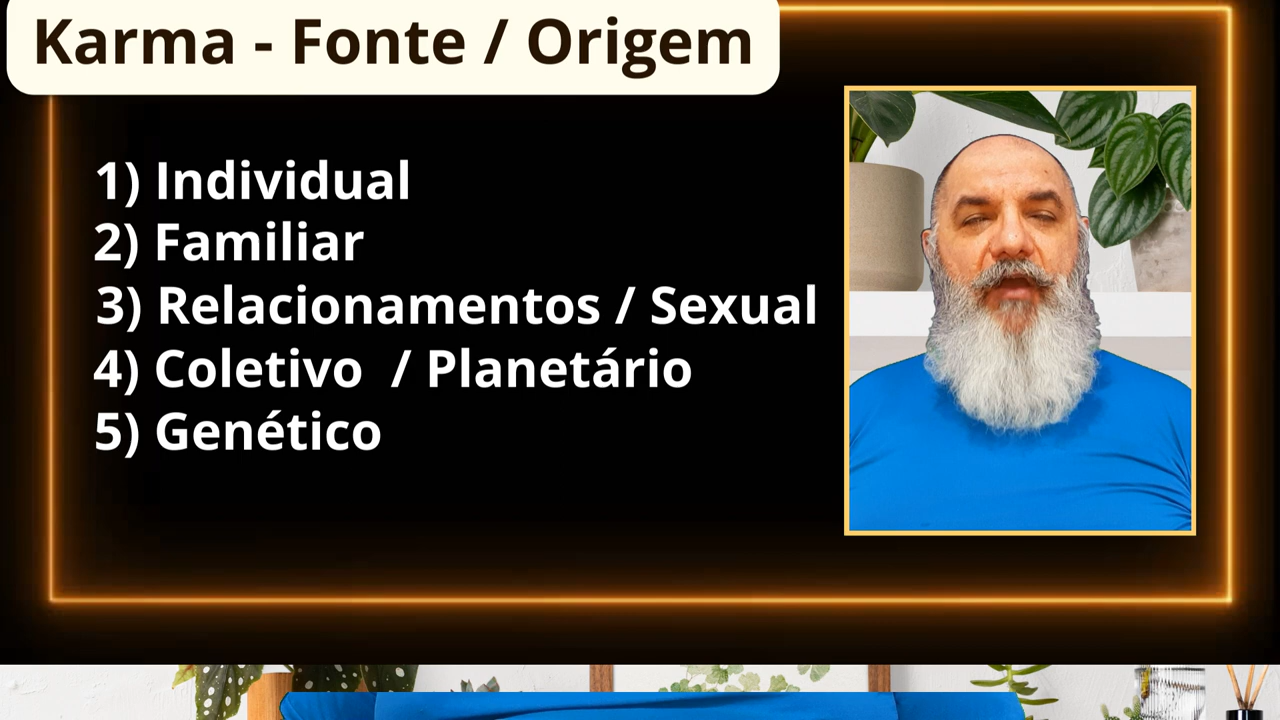 Karma - Fonte / Origem
1) Individual
2) Familiar
3) Relacionamentos / Sexual
4) Coletivo / Planetário
5) Genético